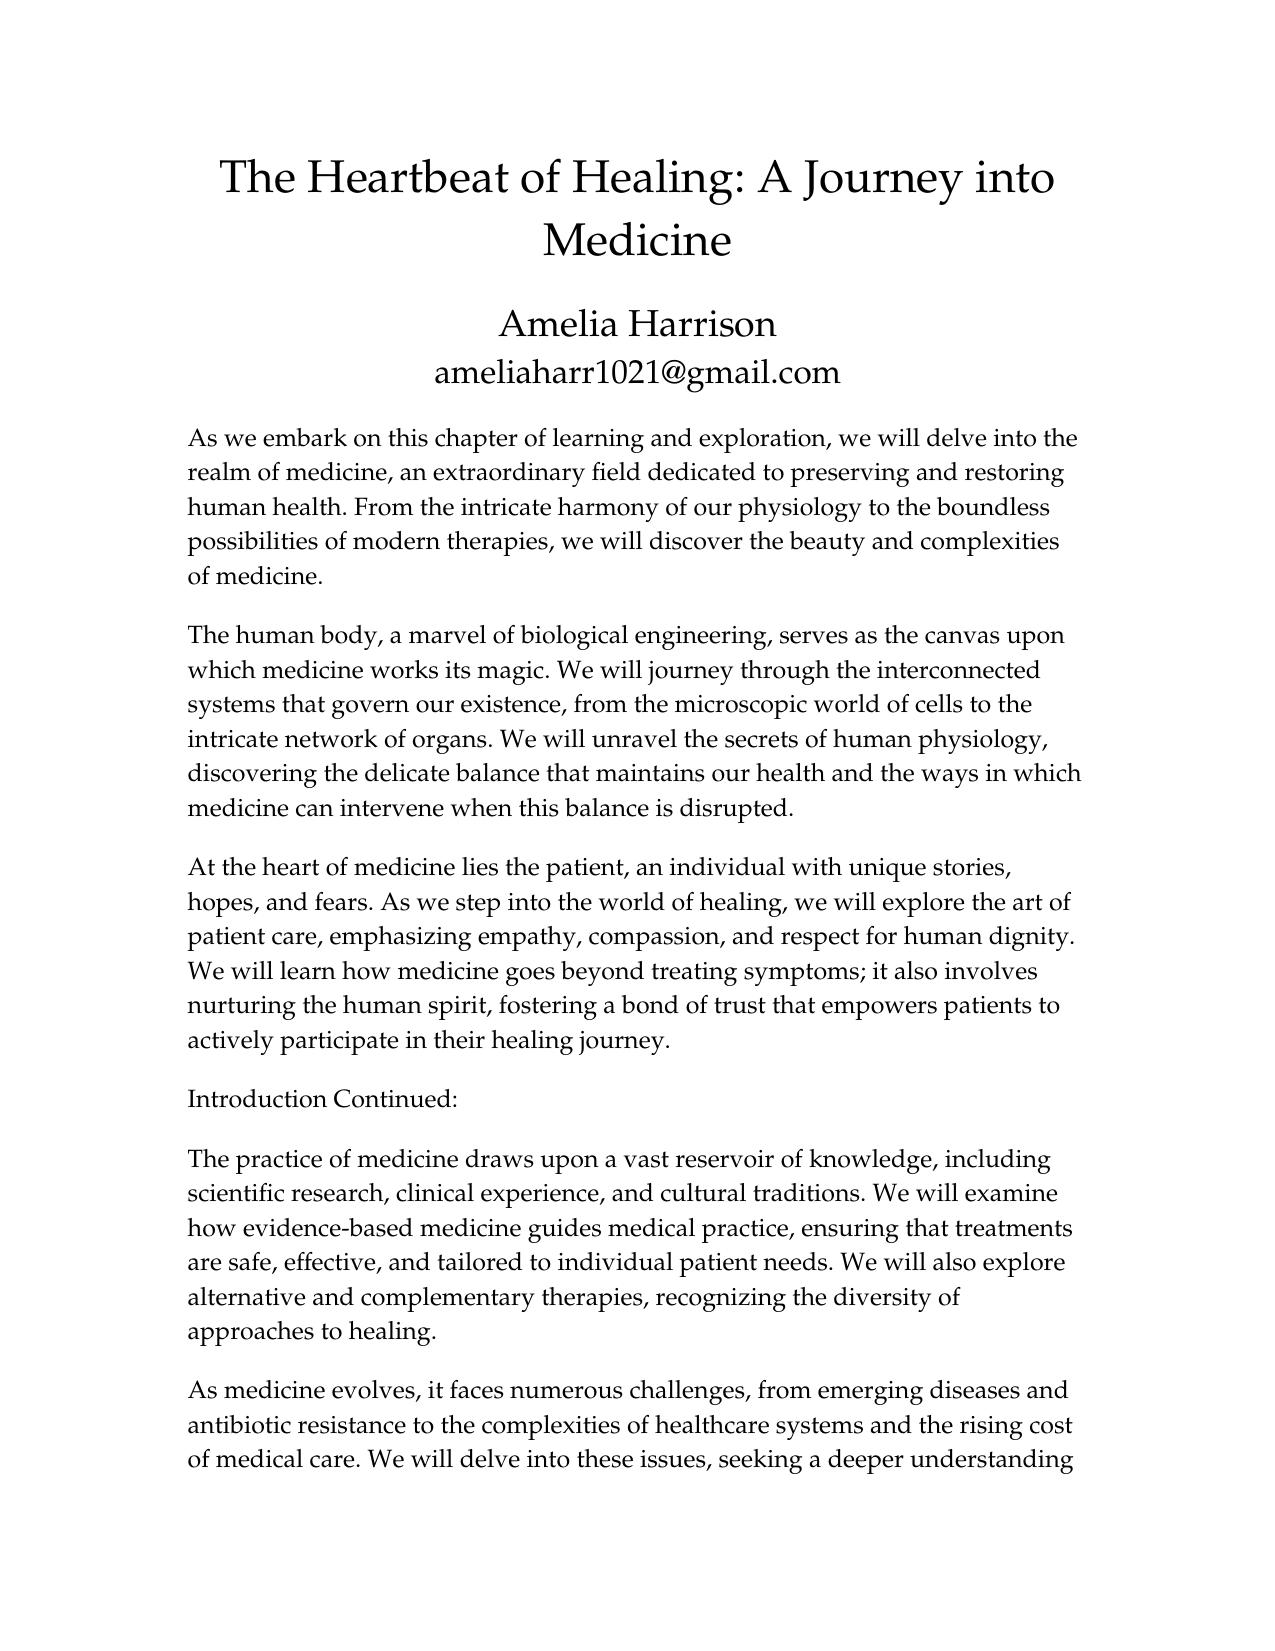 The Heartbeat of Healing: A Journey into
Medicine
Amelia Harrison
ameliaharr1021@gmail.com
As we embark on this chapter of learning and exploration, we will delve into the
realm of medicine, an extraordinary field dedicated to preserving and restoring
human health. From the intricate harmony of our physiology to the boundless
possibilities of modern therapies, we will discover the beauty and complexities
of medicine.
The human body, a marvel of biological engineering, serves as the canvas upon
which medicine works its magic. We will journey through the interconnected
systems that govern our existence, from the microscopic world of cells to the
intricate network of organs. We will unravel the secrets of human physiology,
discovering the delicate balance that maintains our health and the ways in which
medicine can intervene when this balance is disrupted.
At the heart of medicine lies the patient, an individual with unique stories,
hopes, and fears. As we step into the world of healing, we will explore the art of
patient care, emphasizing empathy, compassion, and respect for human dignity.
We will learn how medicine goes beyond treating symptoms; it also involves
nurturing the human spirit, fostering a bond of trust that empowers patients to
actively participate in their healing journey.
Introduction Continued:
The practice of medicine draws upon a vast reservoir of knowledge, including
scientific research, clinical experience, and cultural traditions. We will examine
how evidence-based medicine guides medical practice, ensuring that treatments
are safe, effective, and tailored to individual patient needs. We will also explore
alternative and complementary therapies, recognizing the diversity of
approaches to healing.
As medicine evolves, it faces numerous challenges, from emerging diseases and
antibiotic resistance to the complexities of healthcare systems and the rising cost
of medical care. We will delve into these issues, seeking a deeper understanding